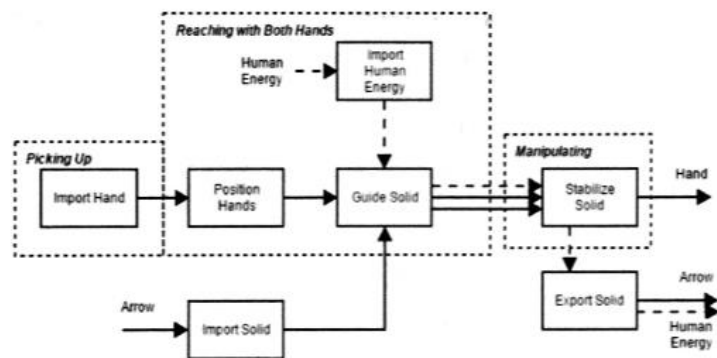 Reaching with Both Hands
Human
Energy
Import
Human
Energy
Picking Up
Import Hand
Position
Hands
Guide Solid
Manipulating
Stabilize
Solid
Hand
Arrow
Import Solid
Export Solid
Arrow
Human
Energy